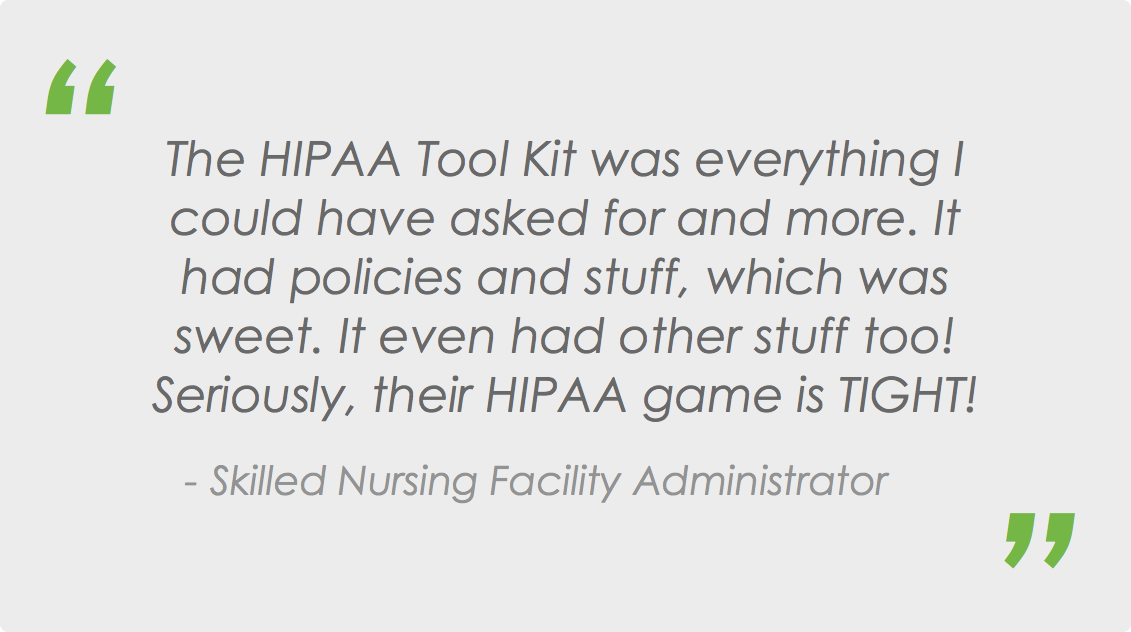 “
The HIPAA Tool Kit was everything I
could have asked for and more. It
had policies and stuff, which was
sweet. It even had other stuff too!
Seriously, their HIPAA game is TIGHT!
- Skilled Nursing Facility Administrator
”